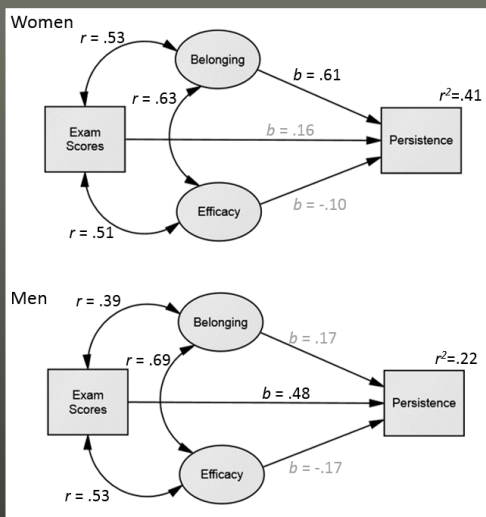 Women
r = .53
Belonging
b = .61
r = .63
r²=.41
Exam
Scores
b = .16
Persistence
Efficacy
b = -.10
r = .51
Men
r = .39
Belonging
b = .17
r = .69
r²=.22
Exam
Scores
b = .48
Persistence
Efficacy
b = -.17
r = .53